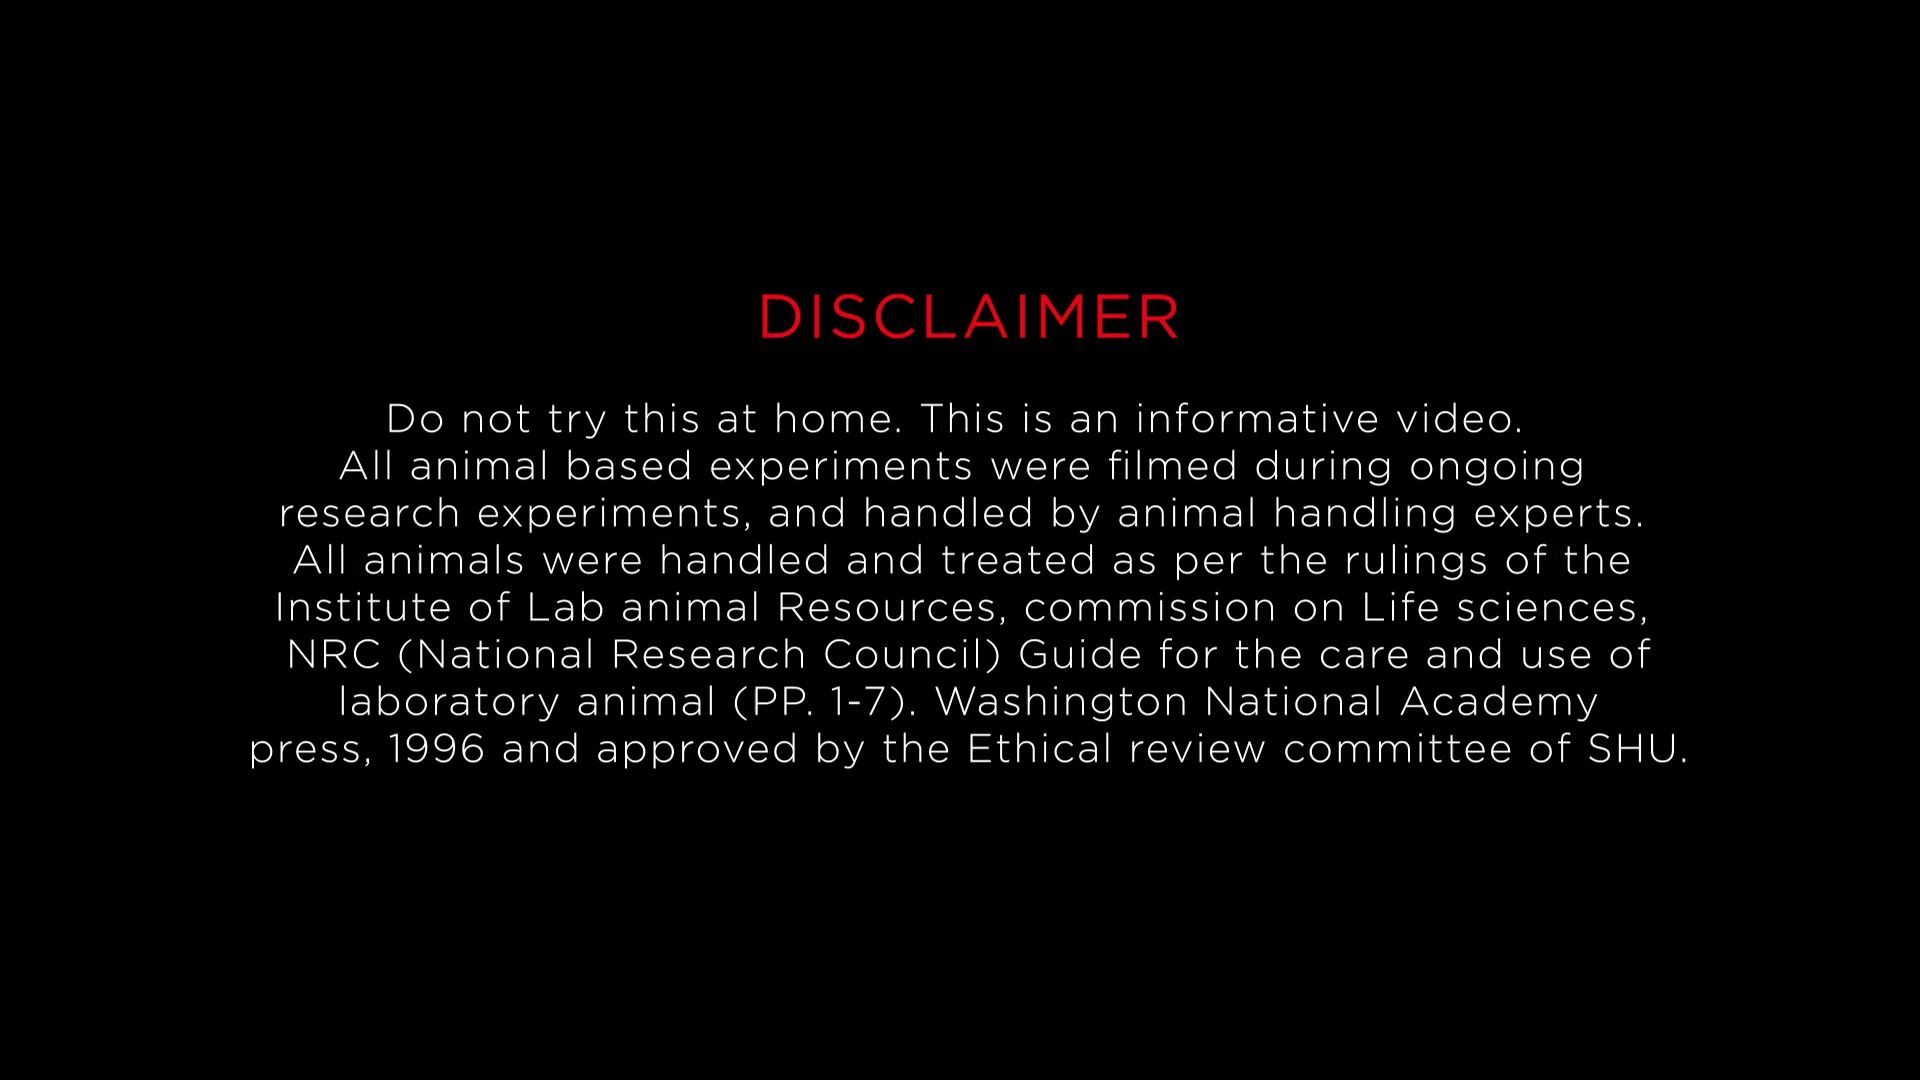 DISCLAIMER
Do not try this at home. This is an informative video.
All animal based experiments were filmed during ongoing
research experiments, and handled by animal handling experts.
All animals were handled and treated as per the rulings of the
Institute of Lab animal Resources, commission on Life sciences,
NRC (National Research Council) Guide for the care and use of
laboratory animal (PP. 1-7). Washington National Academy
press, 1996 and approved by the Ethical review committee of SHU.